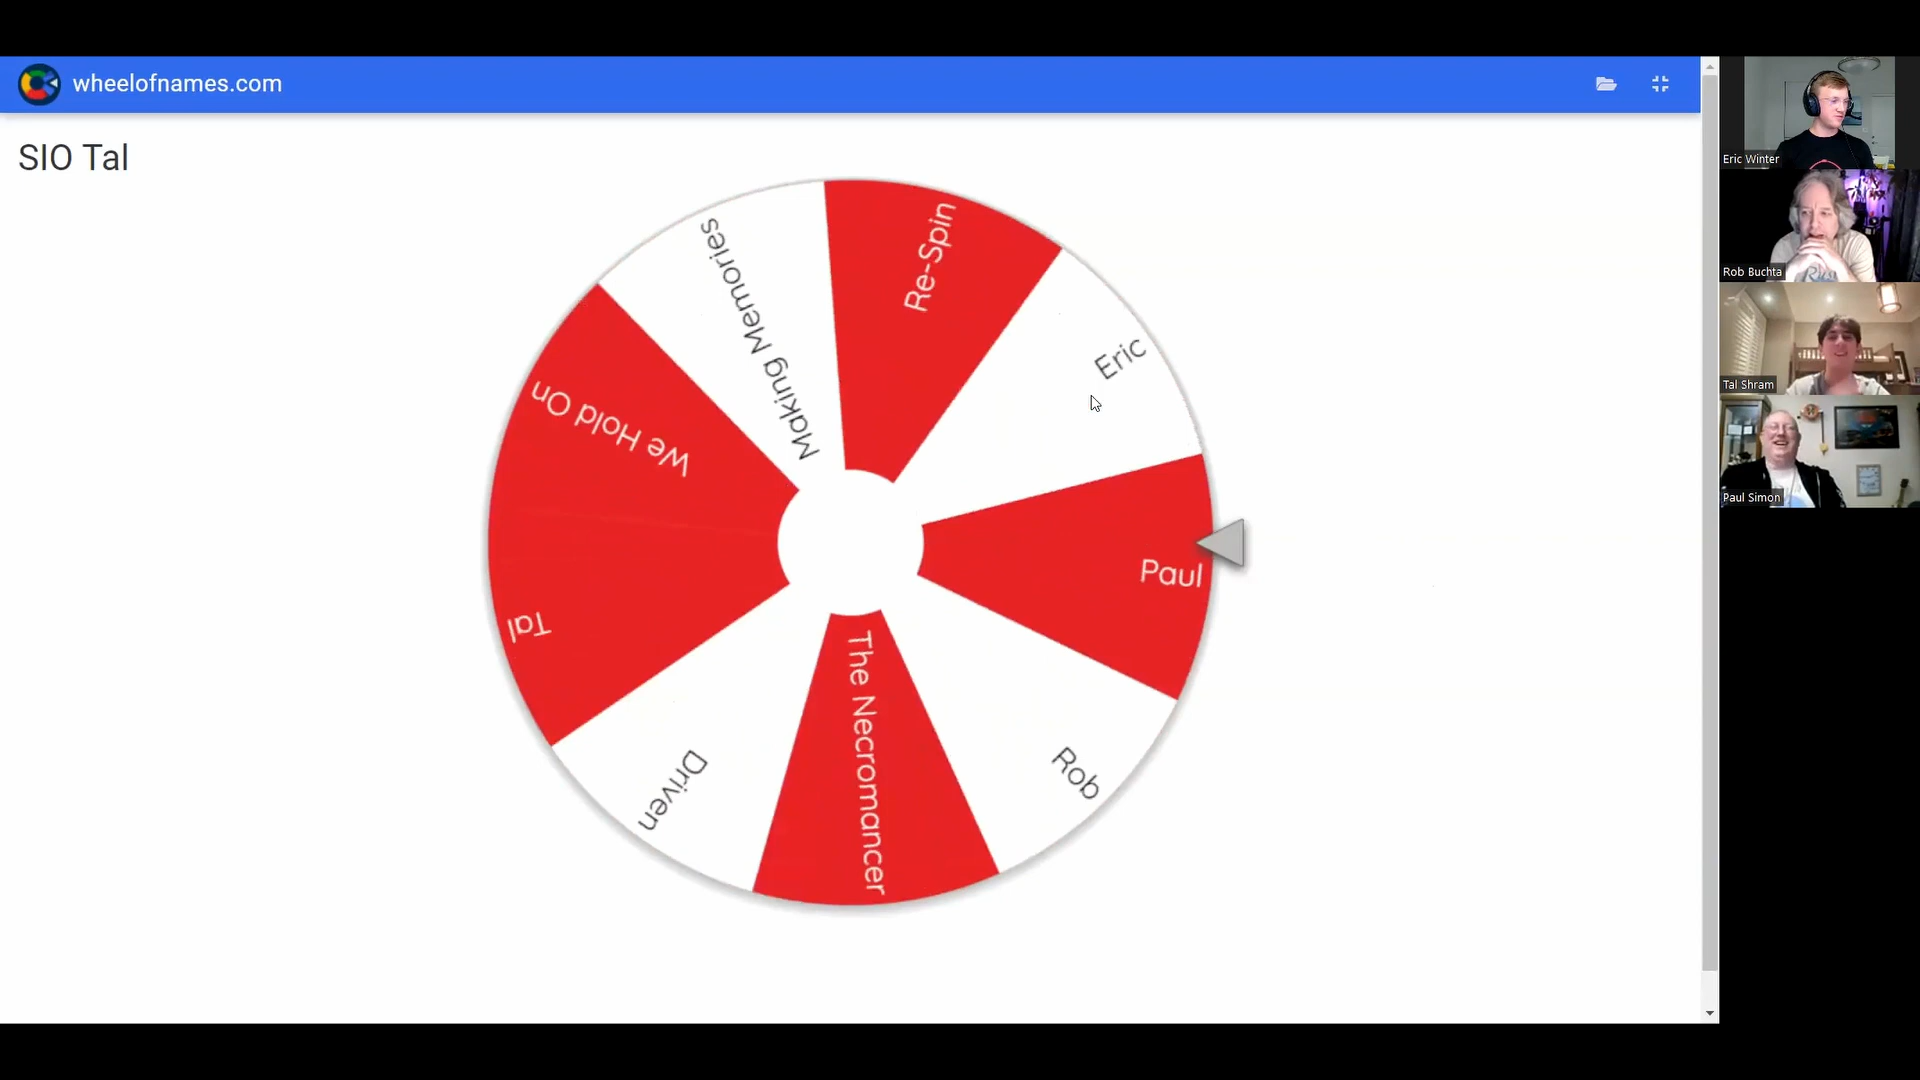 wheelofnames.com
SIO Tal
Re-Spin
Eric
Paul
Rob
The Necromancer
Driven
Tal
We Hold On
Making Memories
Eric Winter
Rob Buchta
Tal Shram
Paul Simon